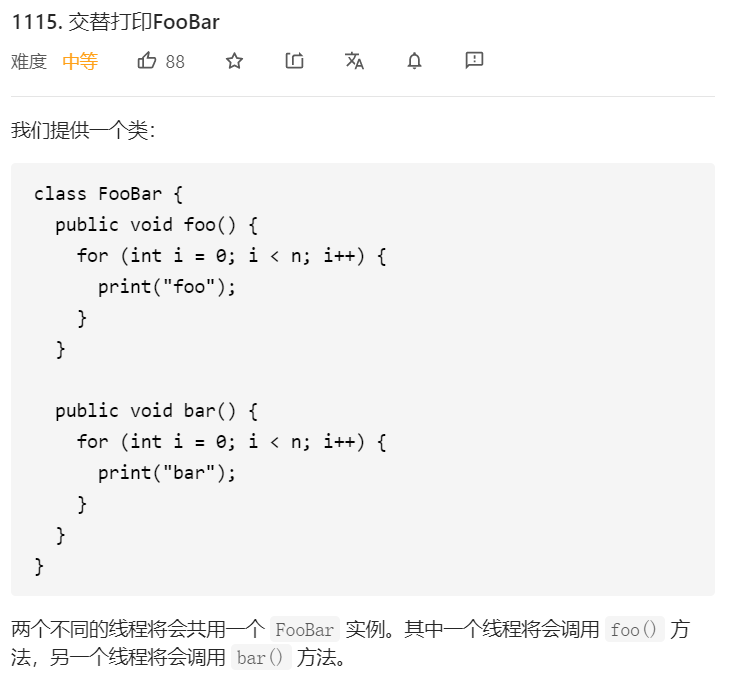 1115. 交替打印FooBar
难度 中等 88
我们提供一个类：
class FooBar {
  public void foo() {
    for (int i = 0; i < n; i++) {
      print("foo");
    }
  }

  public void bar() {
    for (int i = 0; i < n; i++) {
      print("bar");
    }
  }
}
两个不同的线程将会共用一个 FooBar 实例。其中一个线程将会调用 foo() 方
法，另一个线程将会调用 bar() 方法。